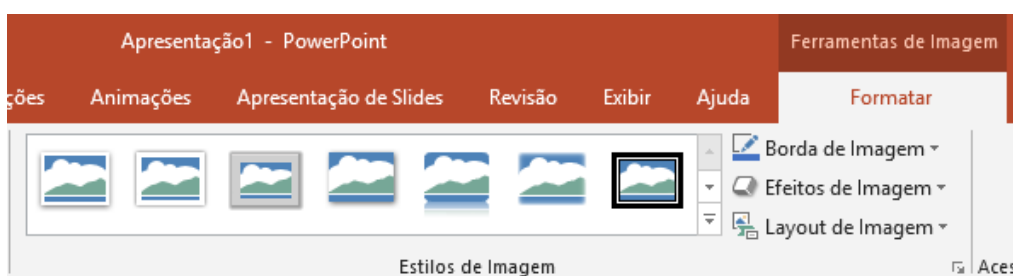 Apresentação1 - PowerPoint Ferramentas de Imagem
ções Animações Apresentação de Slides Revisão Exibir Ajuda Formatar
Borda de Imagem
Efeitos de Imagem
Layout de Imagem
Estilos de Imagem Aces